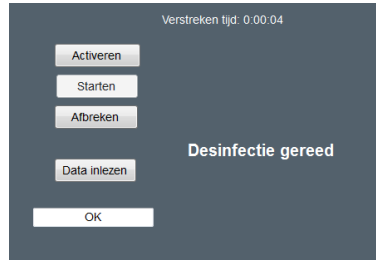 Verstreken tijd: 0:00:04
Activeren
Starten
Afbreken
Desinfectie gereed
Data inlezen
OK